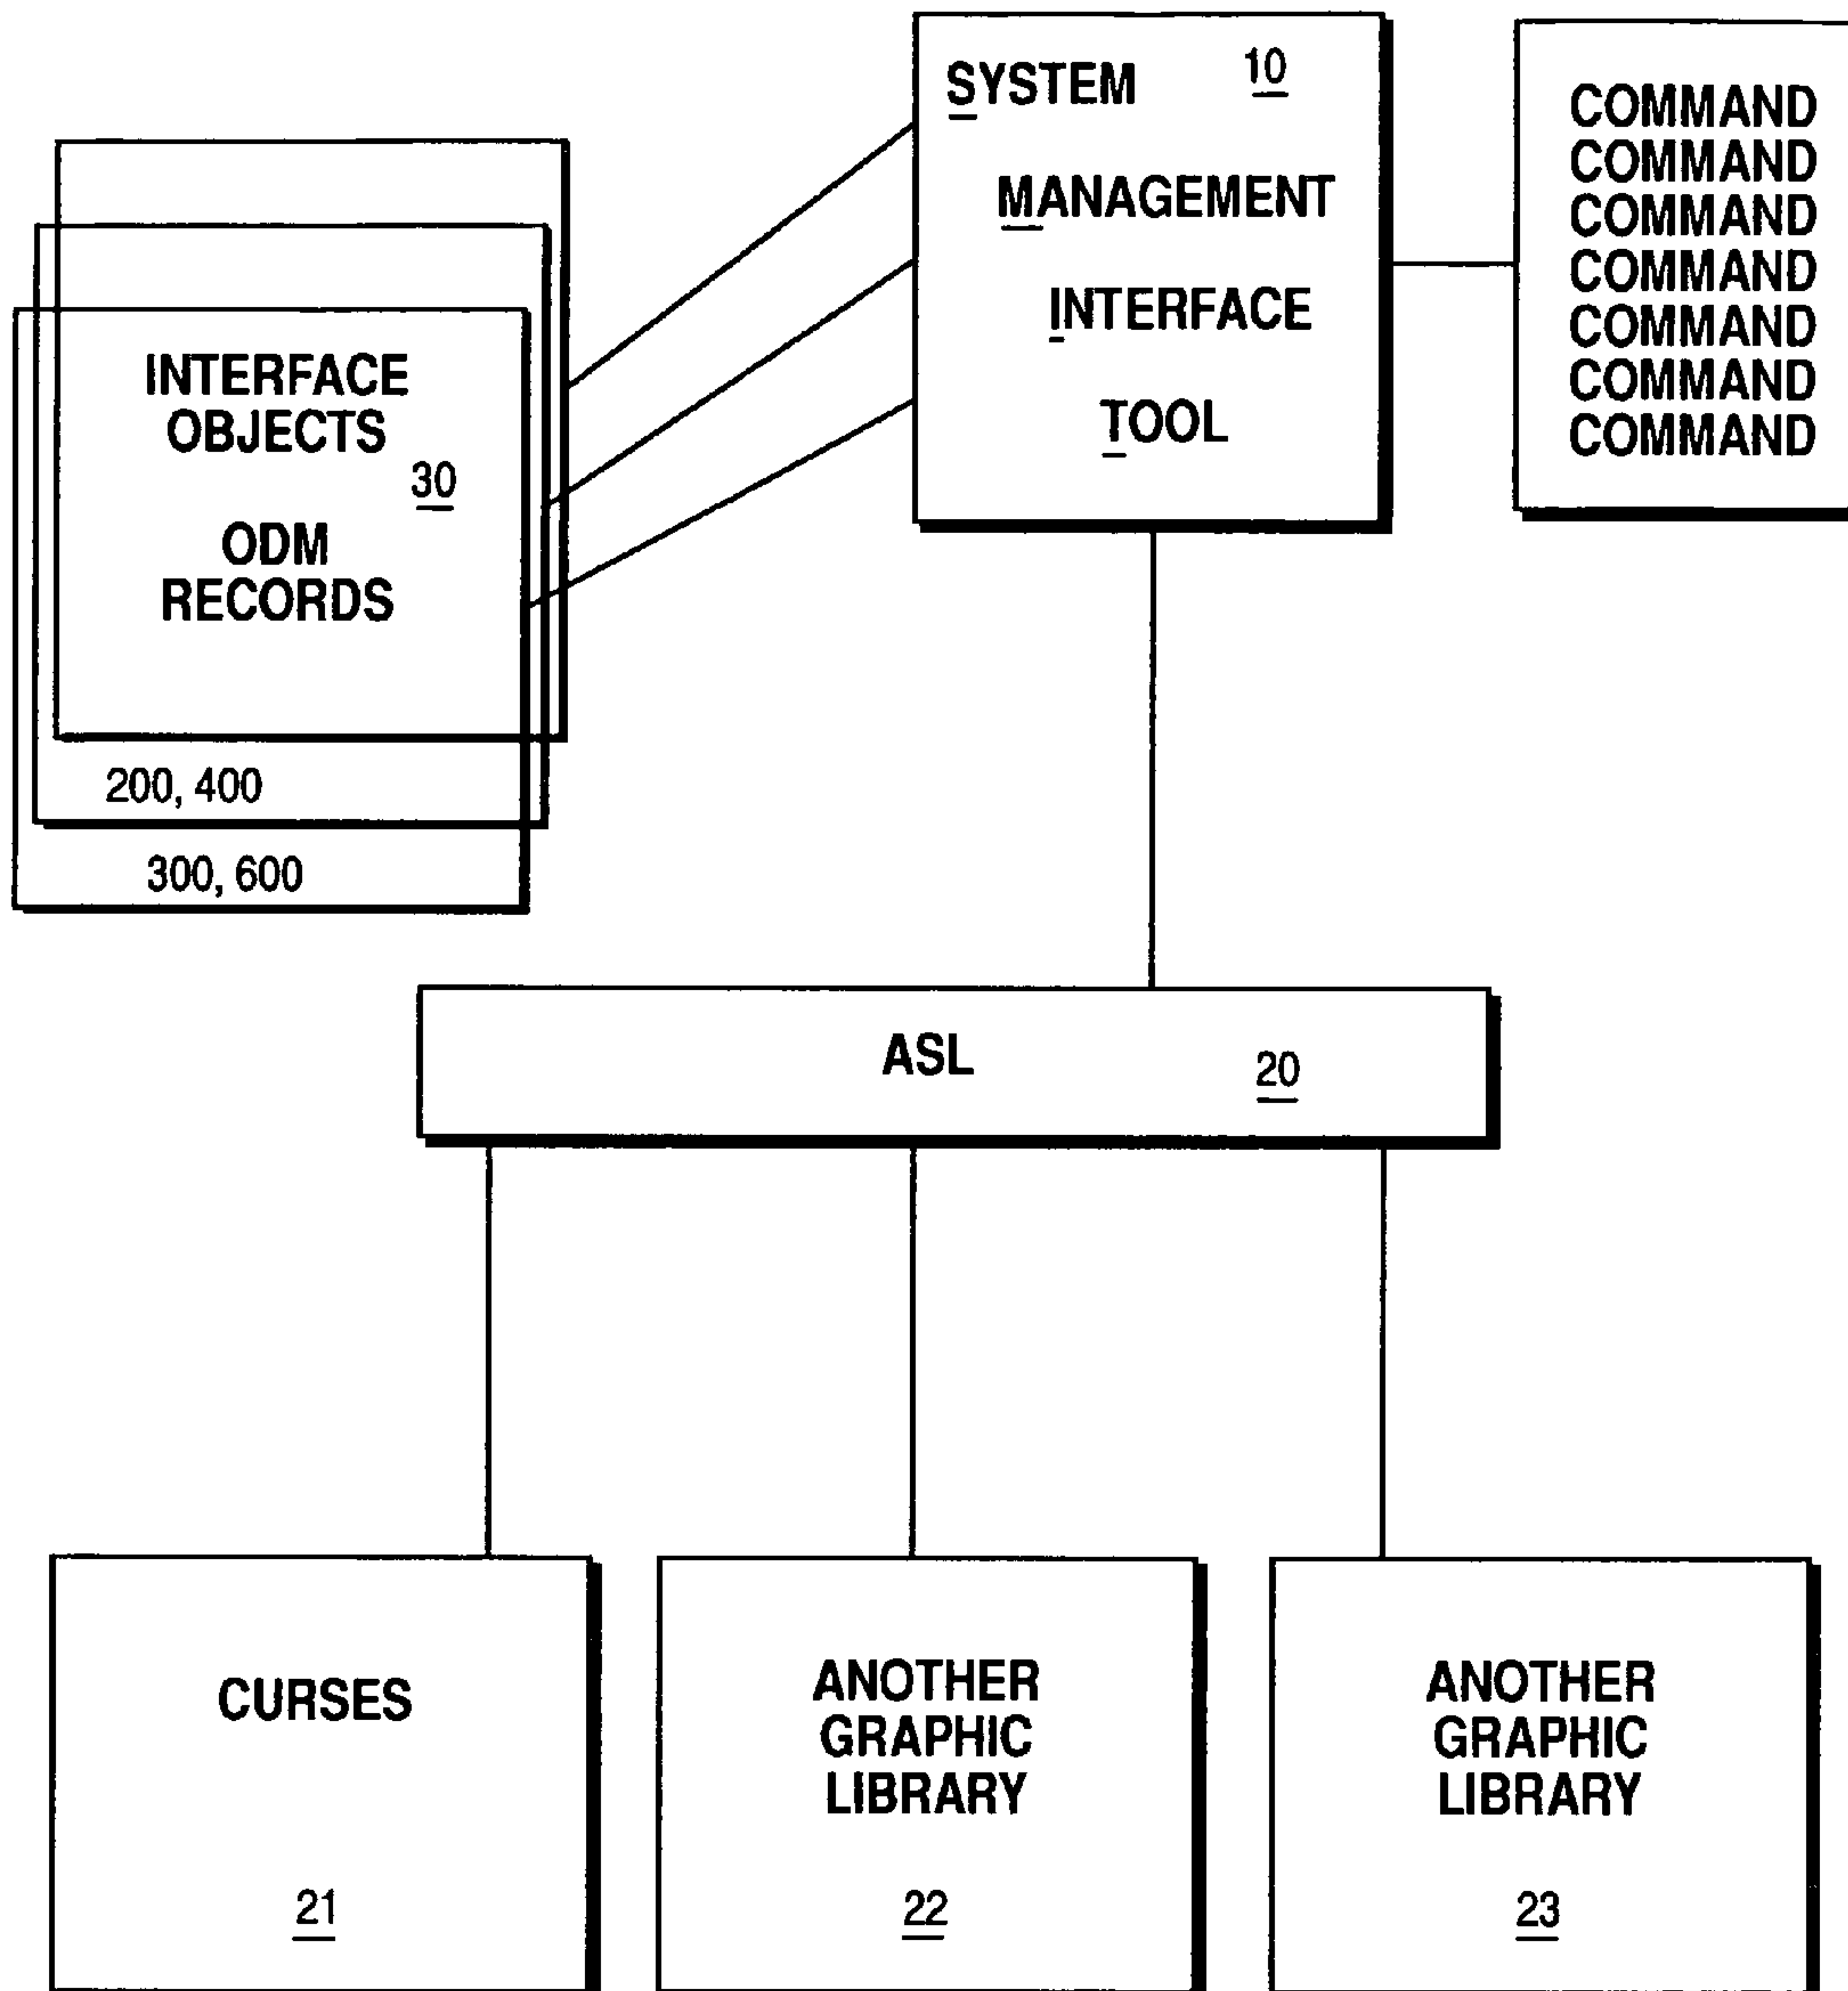 SYSTEM 10
MANAGEMENT
INTERFACE
TOOL
COMMAND
COMMAND
COMMAND
COMMAND
COMMAND
COMMAND
COMMAND
INTERFACE
OBJECTS
30
ODM
RECORDS
200, 400
300, 600
ASL 20
CURSES
21
ANOTHER
GRAPHIC
LIBRARY
22
ANOTHER
GRAPHIC
LIBRARY
23